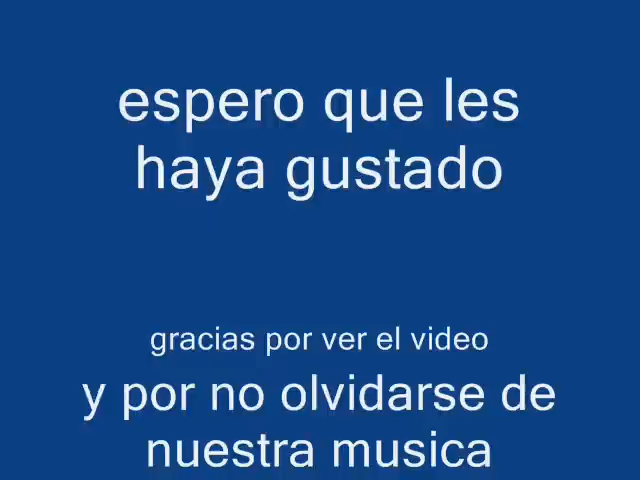 espero que les
haya gustado
gracias por ver el video
y por no olvidarse de
nuestra musica